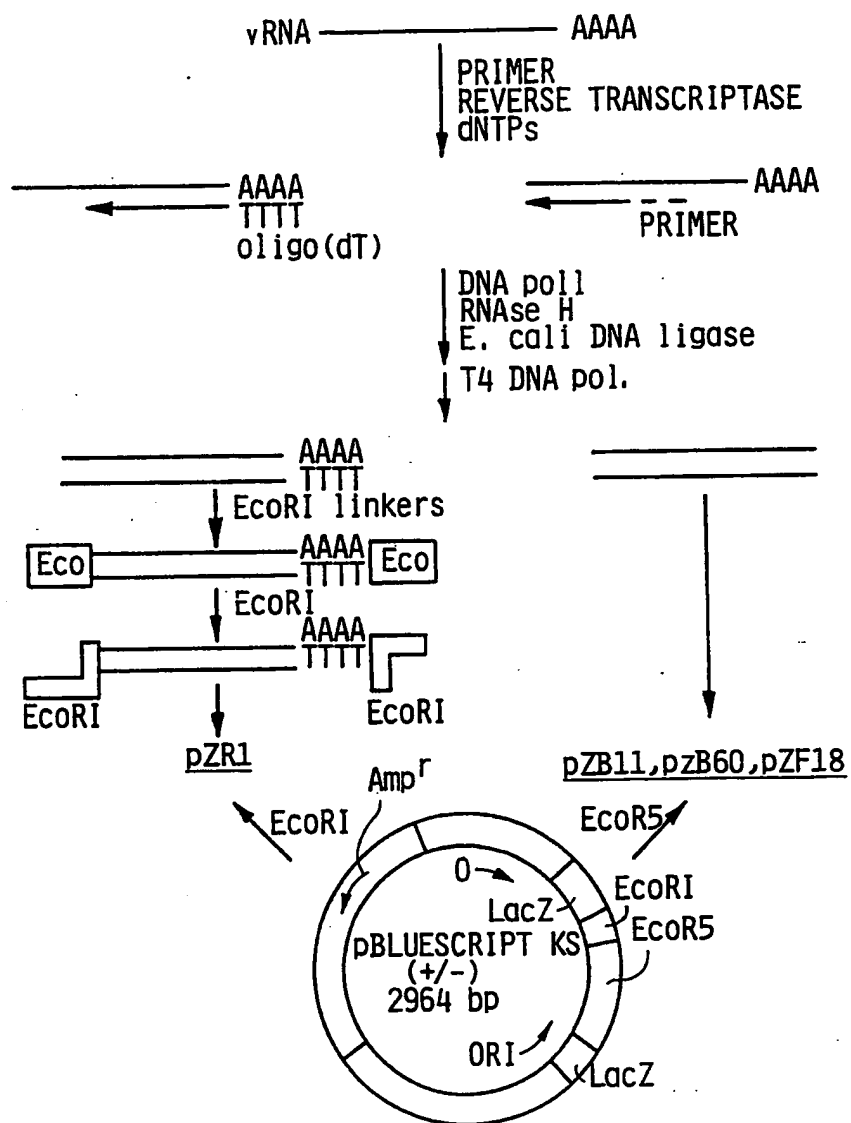 vRNA AAAA
PRIMER
REVERSE TRANSCRIPTASE
dNTPs
AAAA
TTTT
oligo(dT)
AAAA
PRIMER
DNA polI
RNAse H
E. cali DNA ligase
T4 DNA pol.
AAAA
TTTT
EcoRI linkers
Eco
AAAA
TTTT
Eco
EcoRI
AAAA
TTTT
EcoRI
EcoRI
pZR1
pZB11,pzB60,pZF18
Ampr
EcoRI
EcoR5
O
LacZ
EcoRI
EcoR5
pBLUESCRIPT KS
(+/-)
2964 bp
ORI
LacZ